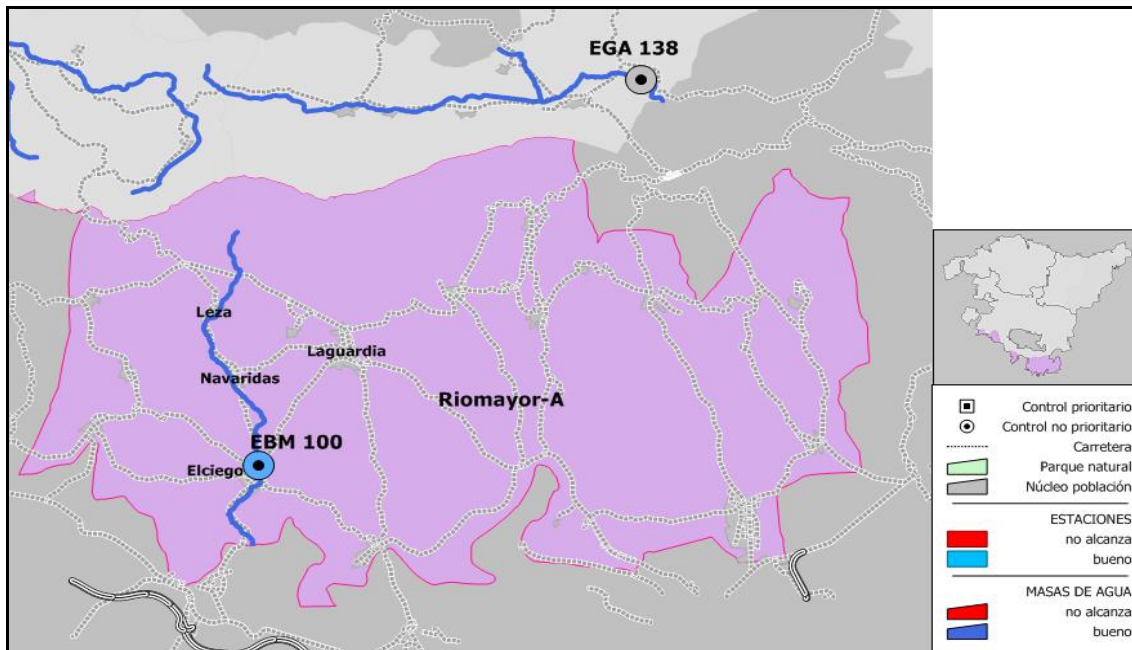 EGA 138
Leza
Laguardia
Navaridas
Riomayor-A
EBM 100
Elciego
Control prioritario
Control no prioritario
Carretera
Parque natural
Núcleo población
ESTACIONES
no alcanza
bueno
MASAS DE AGUA
no alcanza
bueno